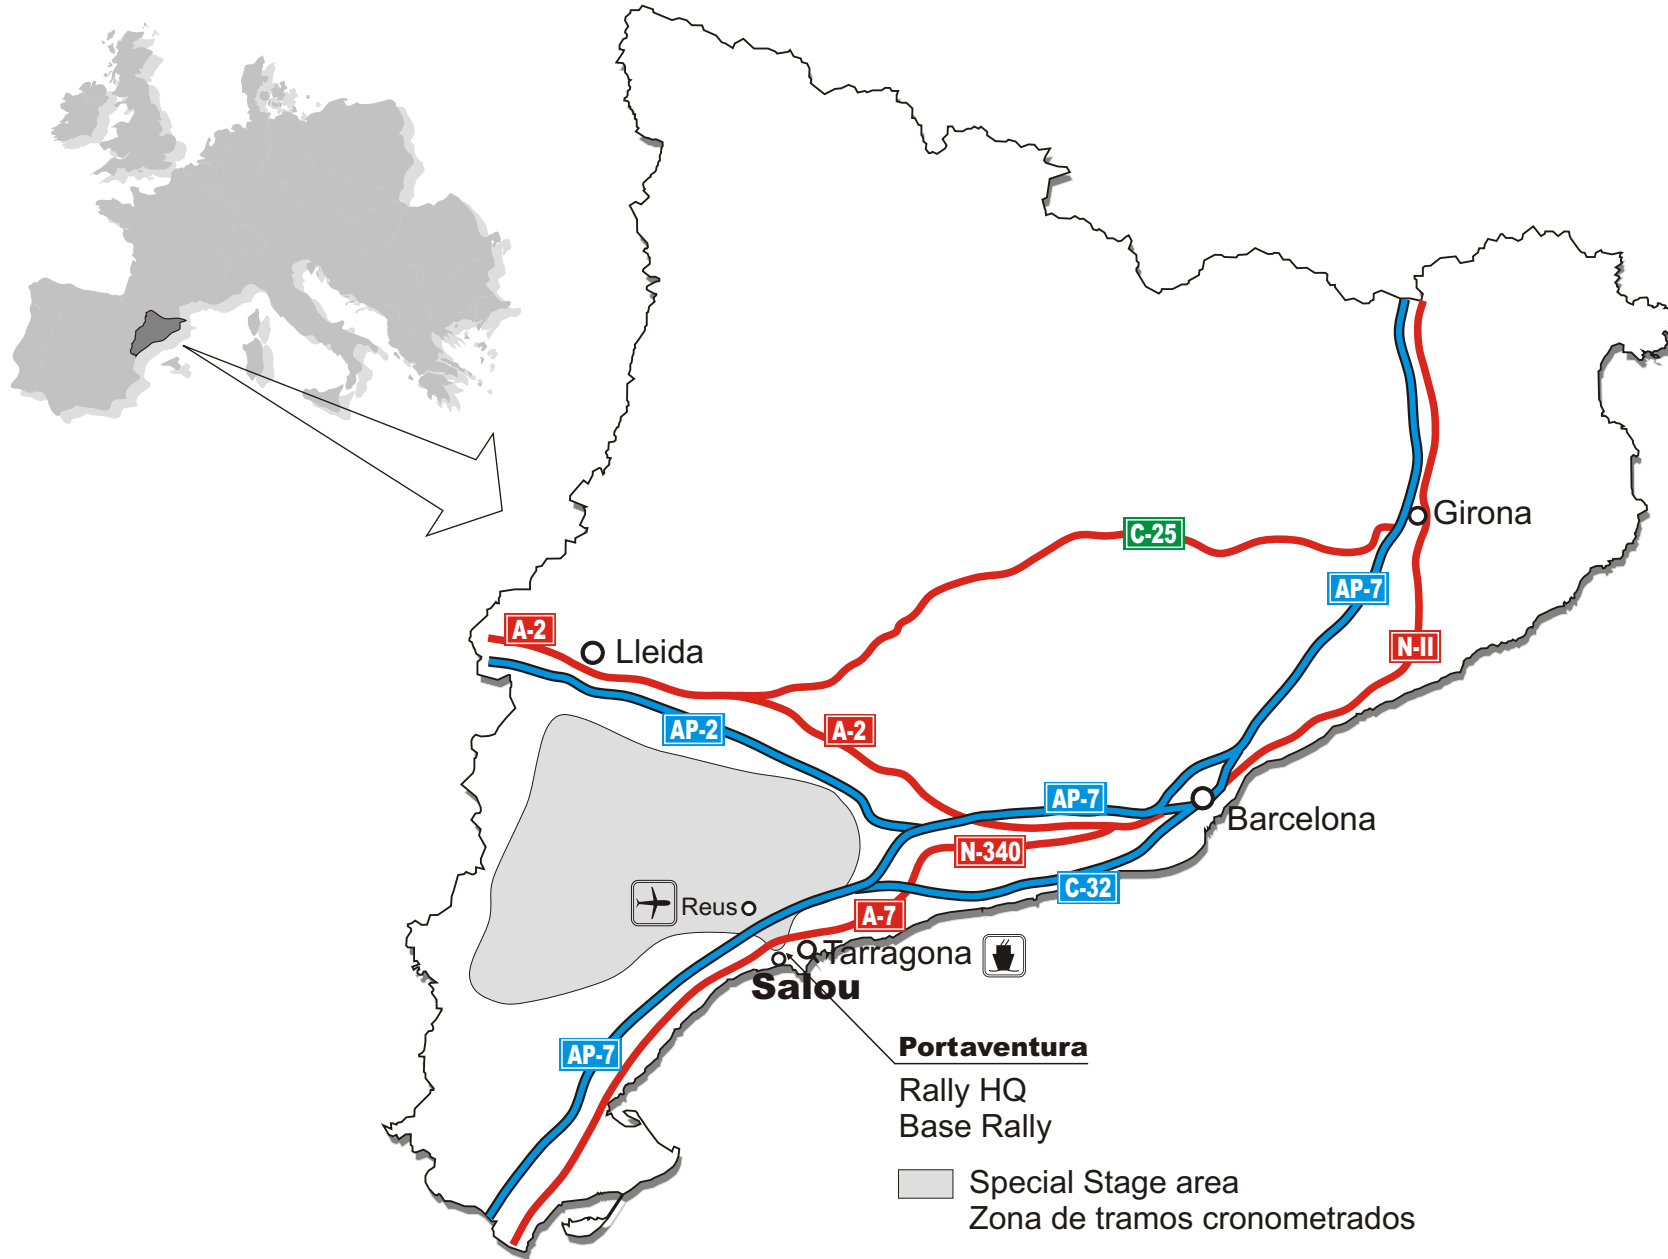 C-25
Girona
AP-7
A-2
Lleida
N-II
AP-2
A-2
AP-7
Barcelona
N-340
C-32
Reus
A-7
Tarragona
Salou
Portaventura
AP-7
Rally HQ
Base Rally
Special Stage area
Zona de tramos cronometrados